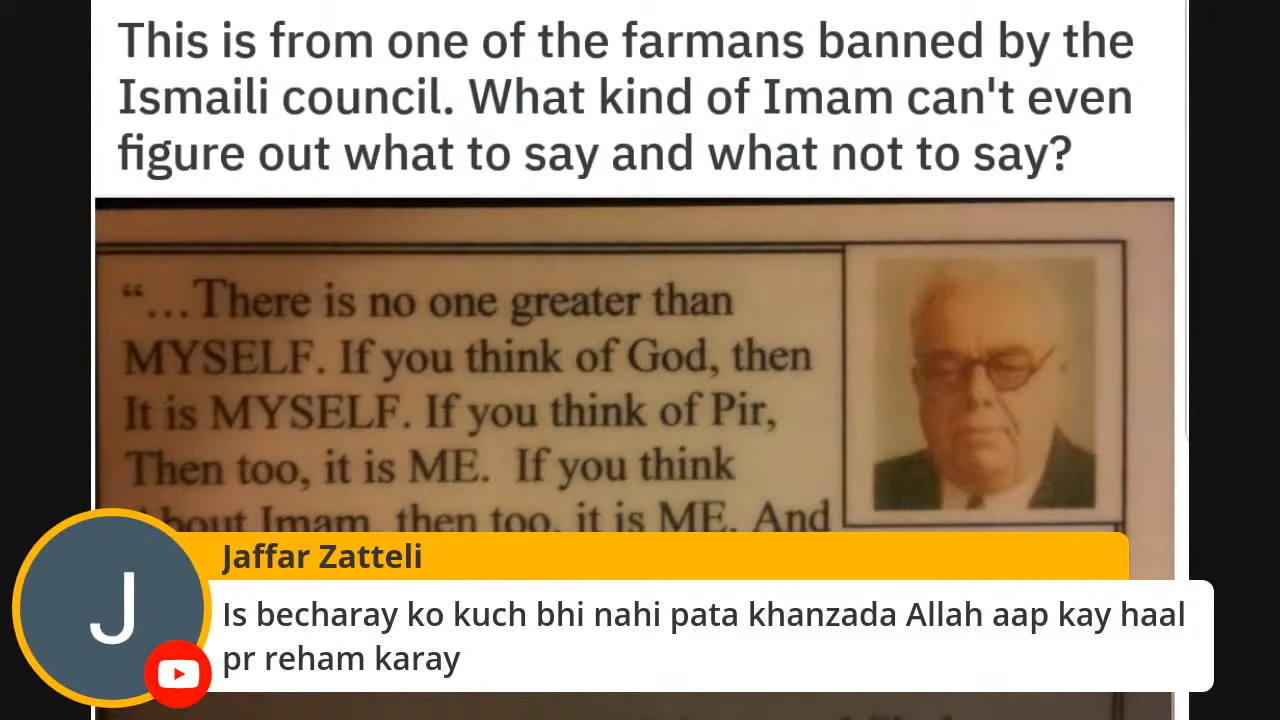 This is from one of the farmans banned by the
Ismaili council. What kind of Imam can't even
figure out what to say and what not to say?
“...There is no one greater than
MYSELF. If you think of God, then
It is MYSELF. If you think of Pir,
Then too, it is ME. If you think
bout Imam, then too, it is ME. And
Jaffar Zatteli
J
Is becharay ko kuch bhi nahi pata khanzada Allah aap kay haal
pr reham karay